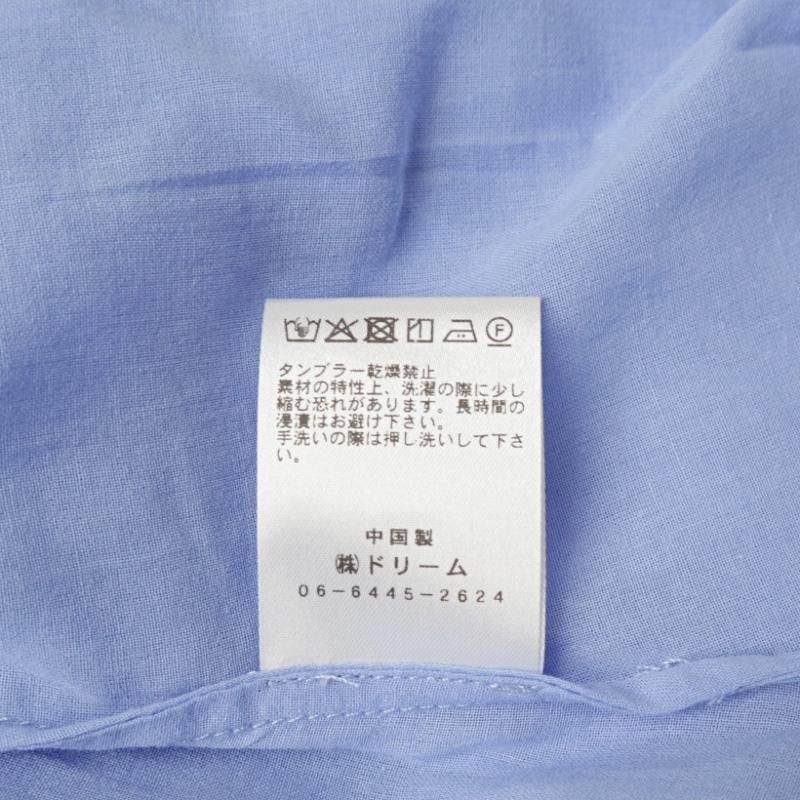 タンブラー乾燥禁止
素材の特性上、洗濯の際に少し
縮む恐れがあります。長時間の
浸漬はお避け下さい。
手洗いの際は押し洗いして下さ
い。
中国製
㈱ドリーム
06-6445-2624